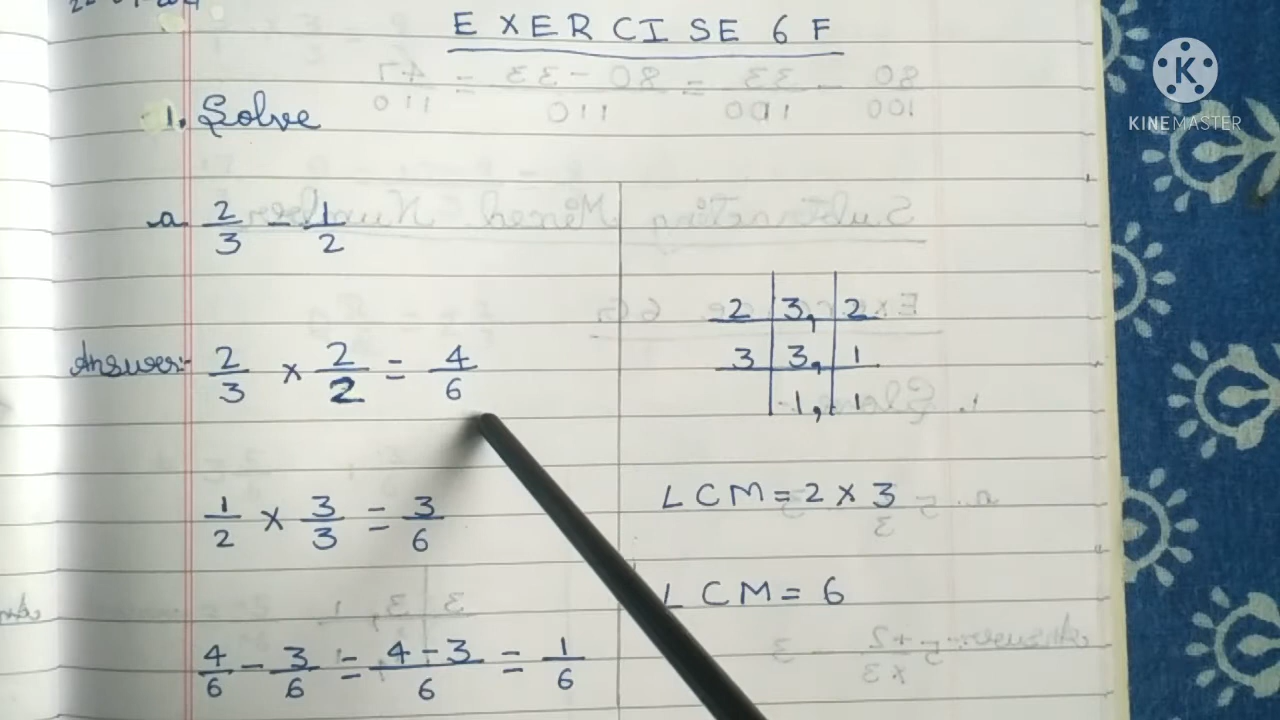 EXERCISE 6F
1. Solve
a. 2/3 - 1/2
Answer:- 2/3 × 2/2 = 4/6
1/2 × 3/3 = 3/6
4/6 - 3/6 = 4-3/6 = 1/6
2 | 3, | 2
3 | 3, | 1
1, | 1
LCM = 2 × 3
LCM = 6
KINEMASTER